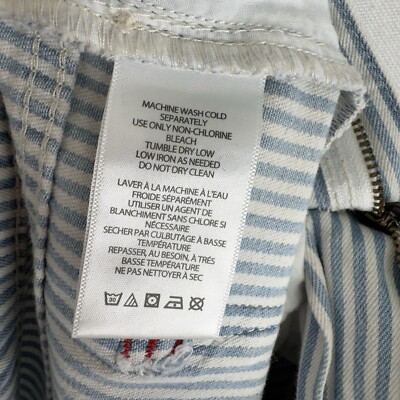 MACHINE WASH COLD
SEPARATELY
USE ONLY NON-CHLORINE
BLEACH
TUMBLE DRY LOW
LOW IRON AS NEEDED
DO NOT DRY CLEAN
LAVER À LA MACHINE À L'EAU
FROIDE SÉPARÉMENT
UTILISER UN AGENT DE
BLANCHIMENT SANS CHLORE SI
NÉCESSAIRE
SECHER PAR CULBUTAGE À BASSE
TEMPÉRATURE
REPASSER, AU BESOIN, À TRÈS
BASSE TEMPÉRATURE
NE PAS NETTOYER À SEC
30